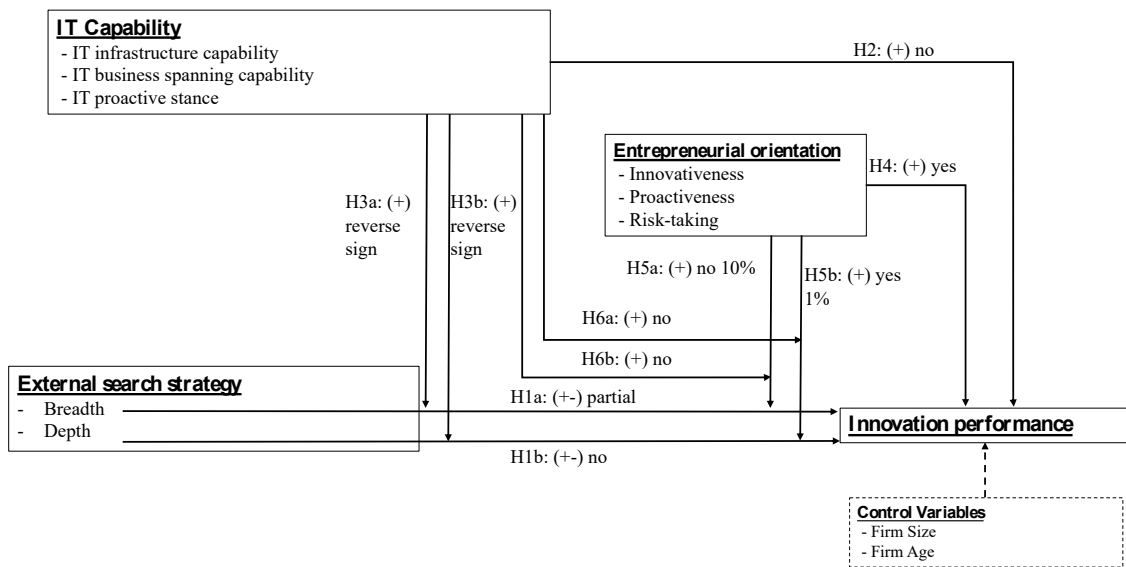 IT Capability
- IT infrastructure capability
- IT business spanning capability
- IT proactive stance
H2: (+) no
Entrepreneurial orientation
- Innovativeness
- Proactiveness
- Risk-taking
H4: (+) yes
H3a: (+)
reverse
sign
H3b: (+)
reverse
sign
H5a: (+) no 10%
H5b: (+) yes
1%
H6a: (+) no
H6b: (+) no
External search strategy
- Breadth
- Depth
H1a: (+-) partial
H1b: (+-) no
Innovation performance
Control Variables
- Firm Size
- Firm Age